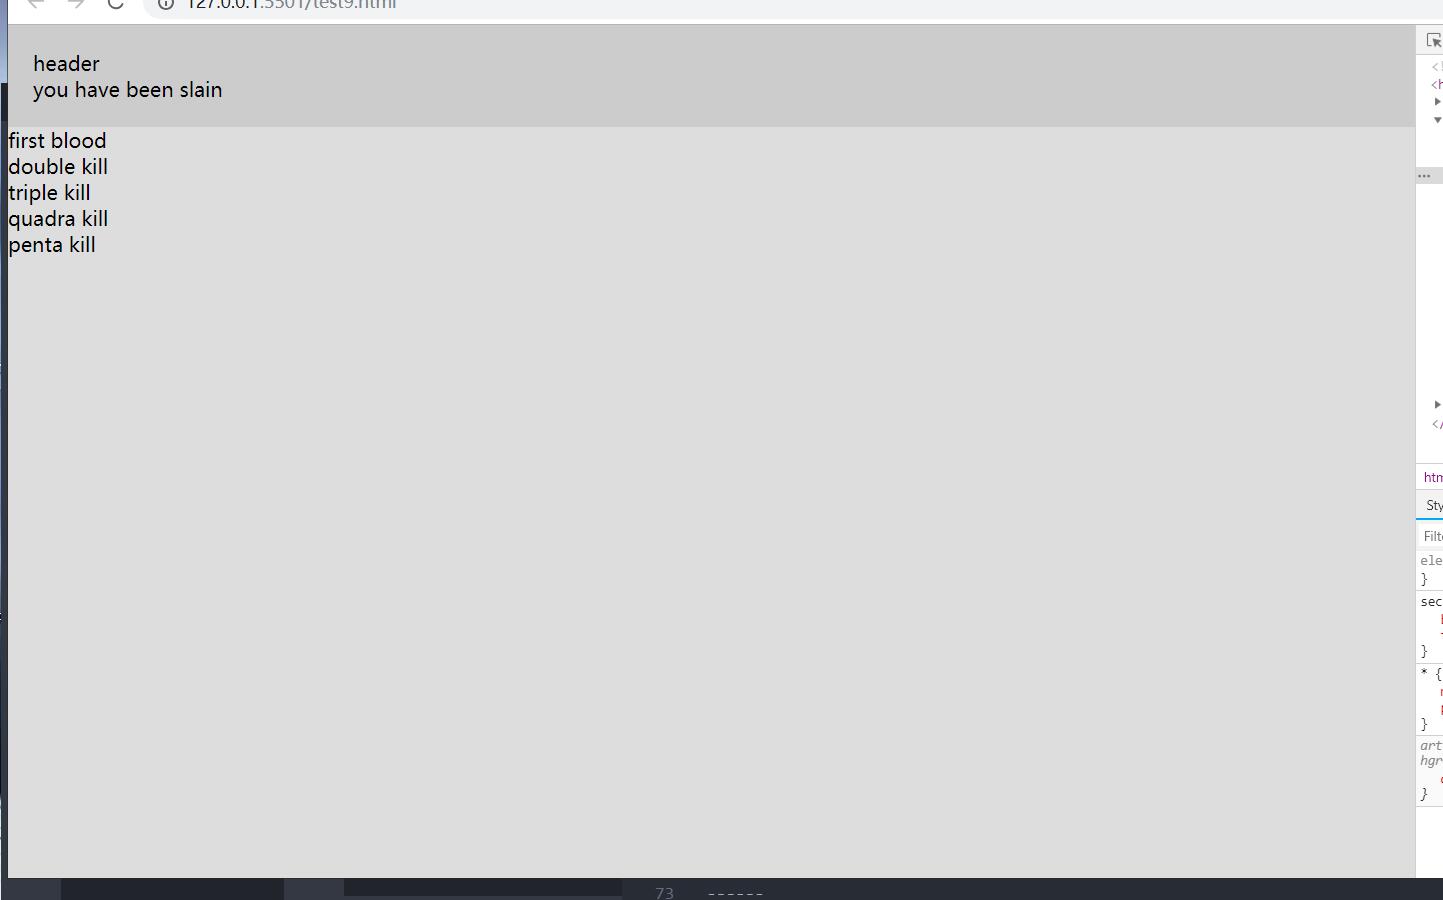 127.0.0.1:5501/test9.html
header
you have been slain
first blood
double kill
triple kill
quadra kill
penta kill
<!
<h
...
</
htm
Sty
Filt
ele
}
sec
}
* {
}
art
hgr
}
73 ------